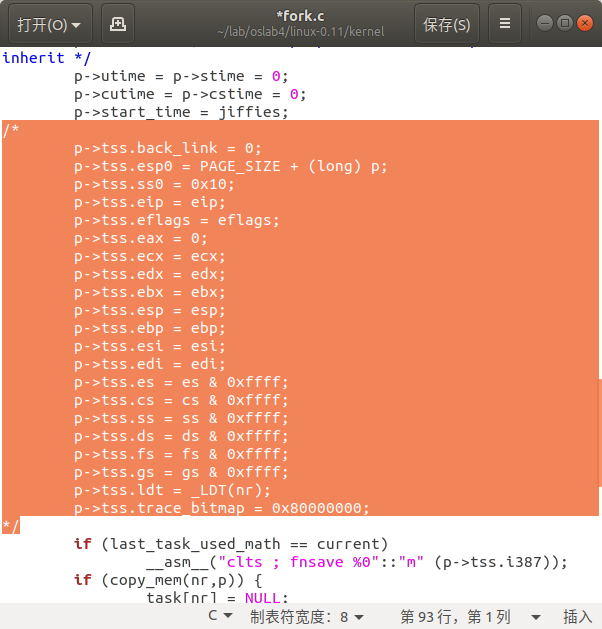 打开(O)
*fork.c
~/lab/oslab4/linux-0.11/kernel
保存(S)
inherit */
p->utime = p->stime = 0;
p->cutime = p->cstime = 0;
p->start_time = jiffies;
/*
p->tss.back_link = 0;
p->tss.esp0 = PAGE_SIZE + (long) p;
p->tss.ss0 = 0x10;
p->tss.eip = eip;
p->tss.eflags = eflags;
p->tss.eax = 0;
p->tss.ecx = ecx;
p->tss.edx = edx;
p->tss.ebx = ebx;
p->tss.esp = esp;
p->tss.ebp = ebp;
p->tss.esi = esi;
p->tss.edi = edi;
p->tss.es = es & 0xffff;
p->tss.cs = cs & 0xffff;
p->tss.ss = ss & 0xffff;
p->tss.ds = ds & 0xffff;
p->tss.fs = fs & 0xffff;
p->tss.gs = gs & 0xffff;
p->tss.ldt = _LDT(nr);
p->tss.trace_bitmap = 0x80000000;
*/
if (last_task_used_math == current)
__asm__("clts ; fnsave %0"::"m" (p->tss.i387));
if (copy_mem(nr,p)) {
task[nr] = NULL;
C 制表符宽度：8 第 93 行，第 1 列 插入